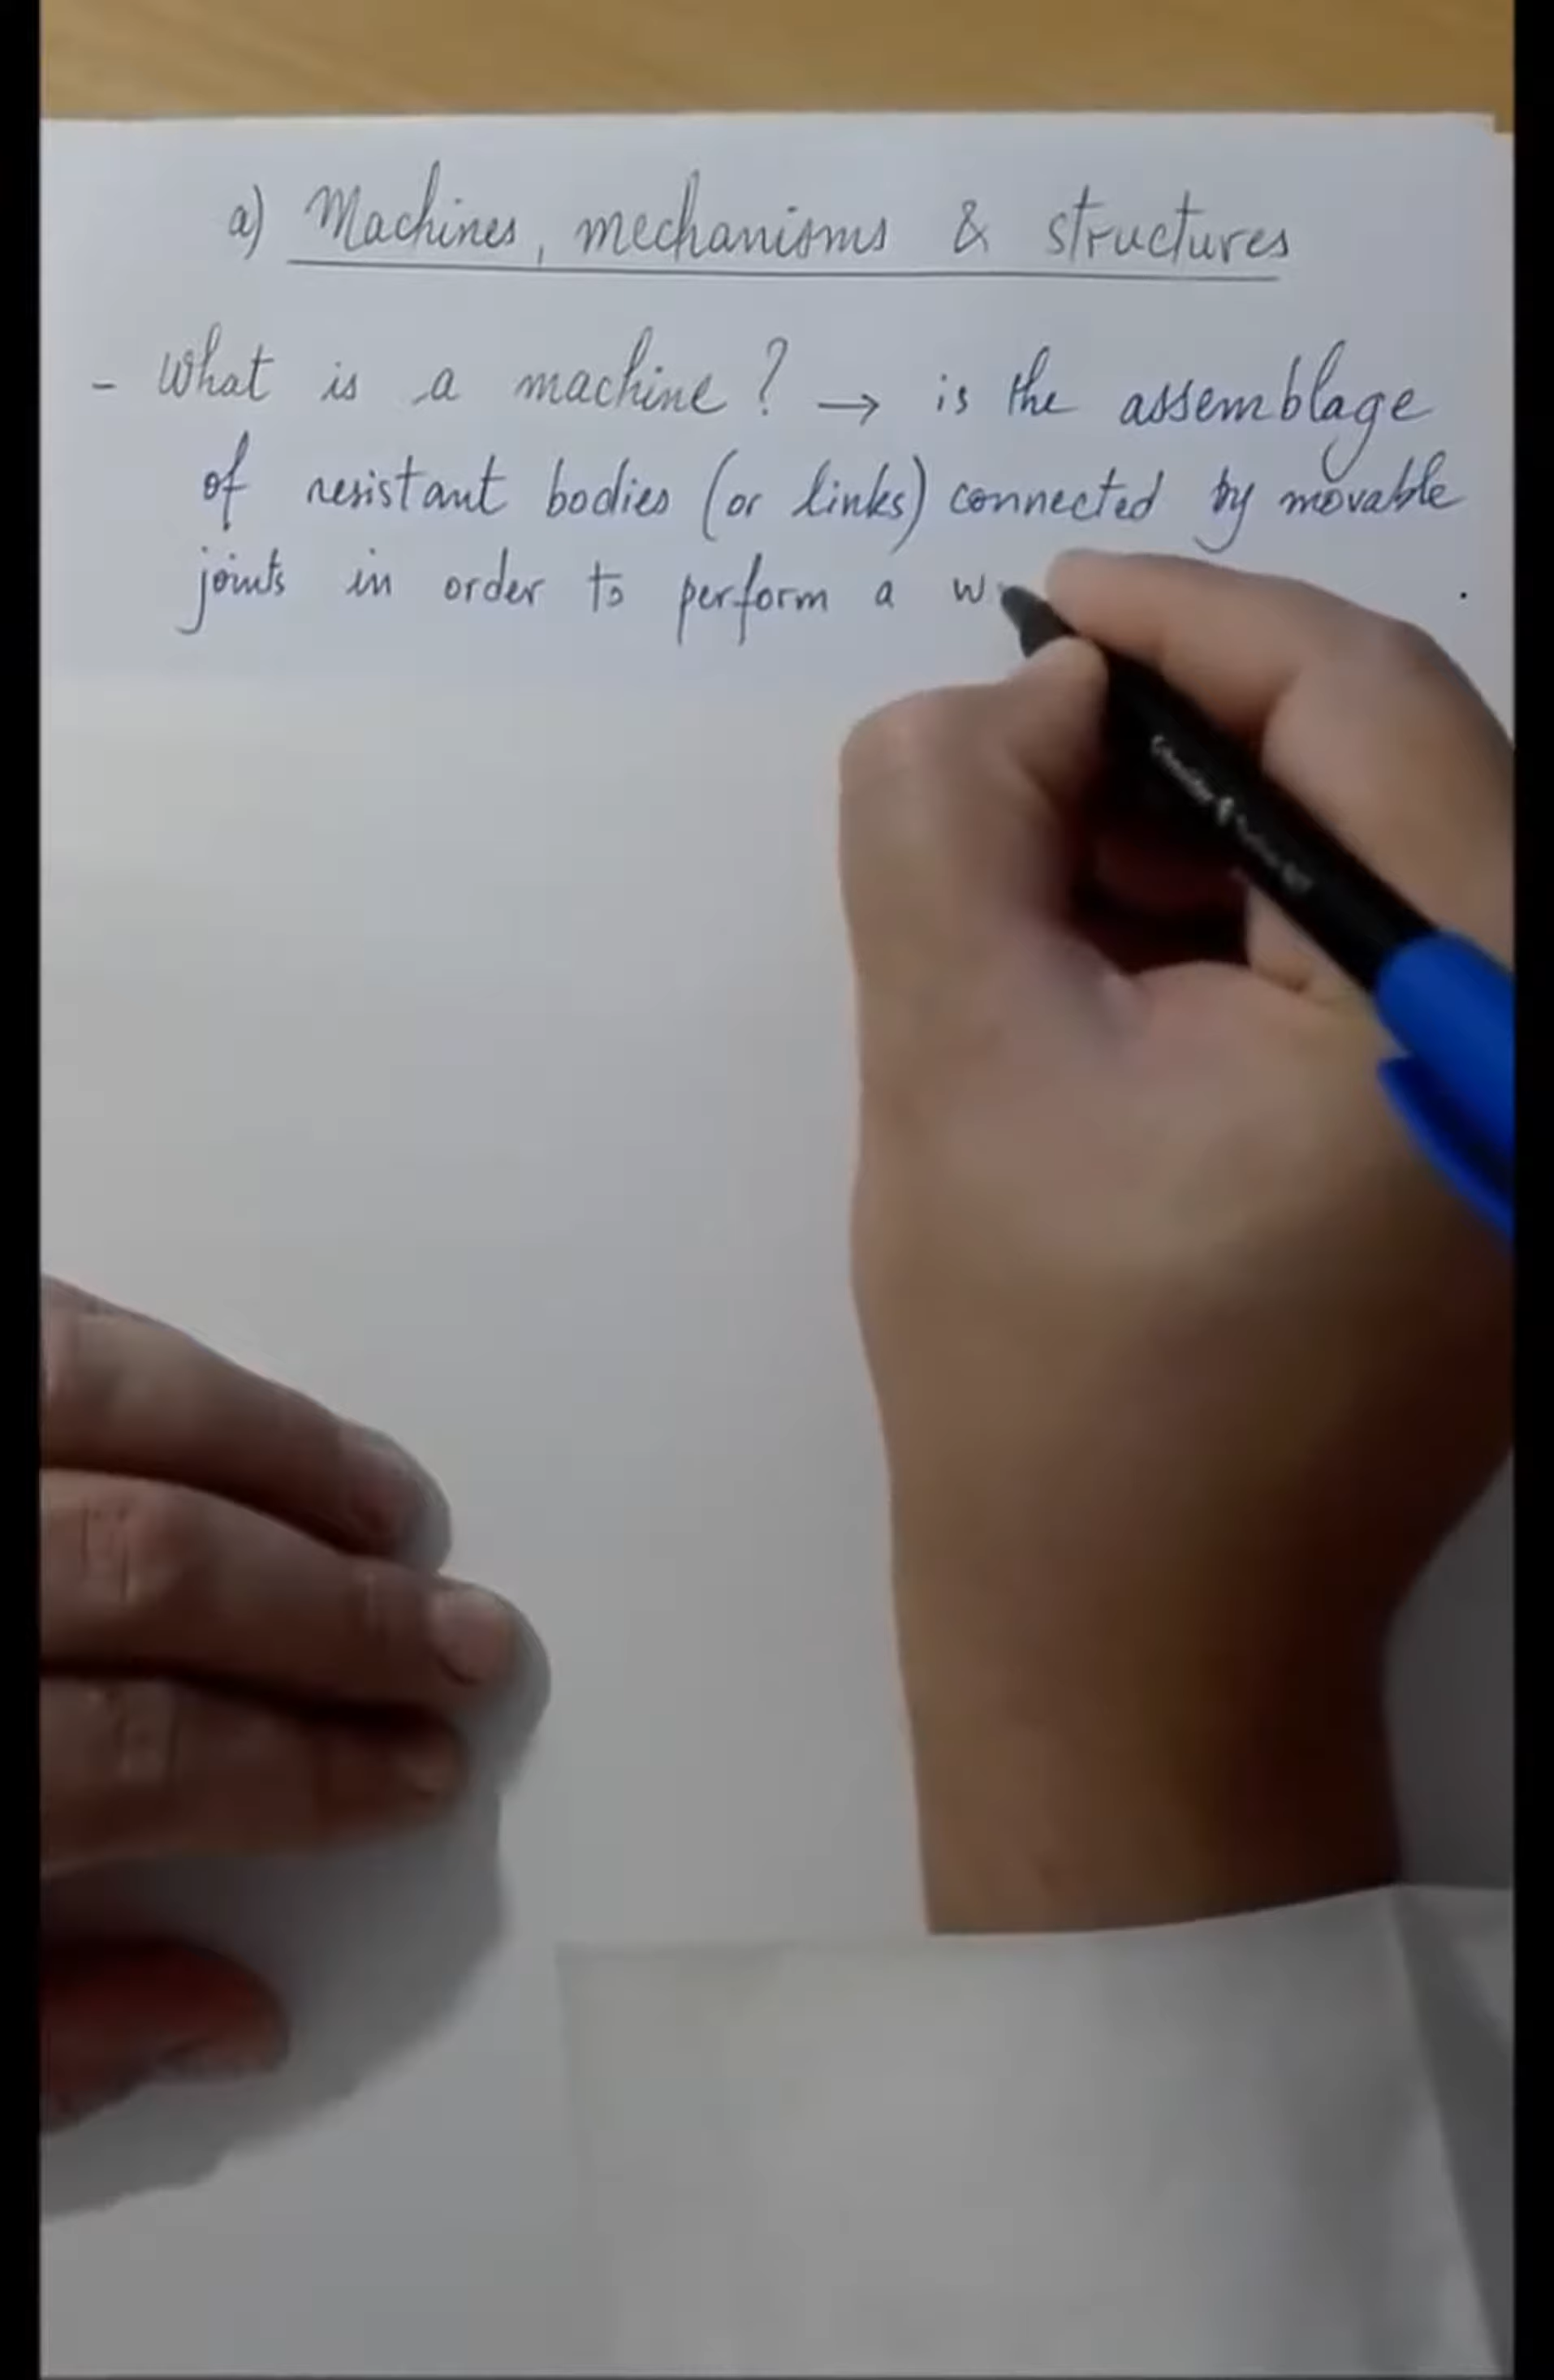 a) Machines, mechanisms & structures
- What is a machine? → is the assemblage
of resistant bodies (or links) connected by movable
joints in order to perform a w